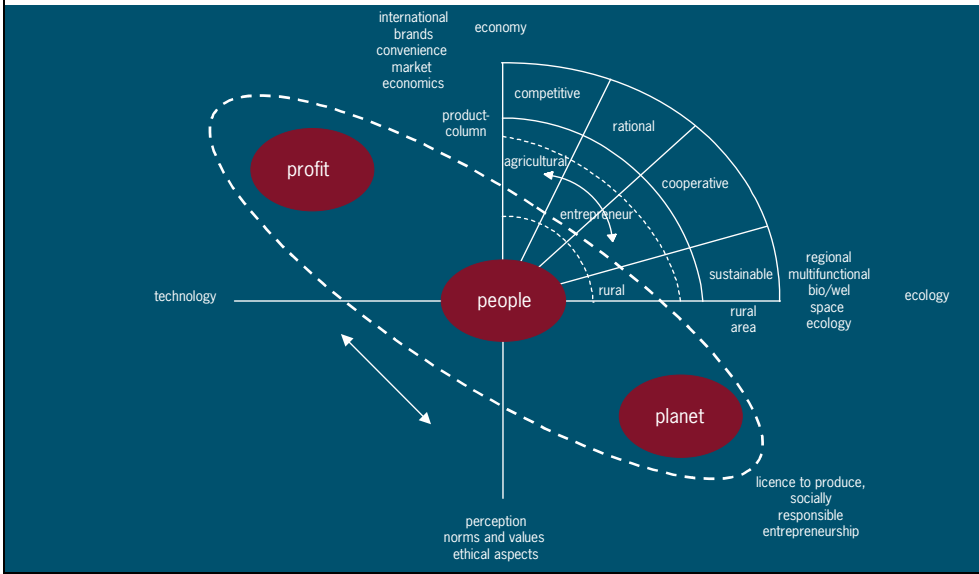 international
brands
convenience
market
economics
economy
competitive
product-
column
rational
agricultural
profit
cooperative
entrepreneur
regional
multifunctional
bio/wel
space
ecology
sustainable
rural
people
technology
ecology
rural
area
planet
licence to produce,
socially
responsible
entrepreneurship
perception
norms and values
ethical aspects